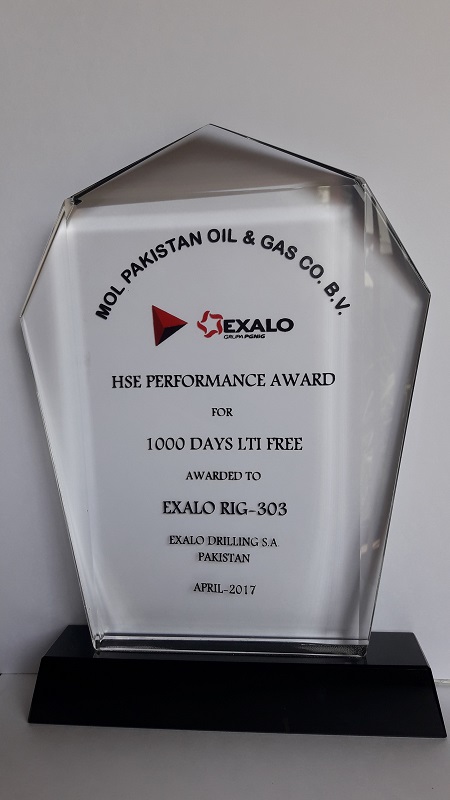 MOL PAKISTAN OIL & GAS CO. B.V.
EXALO
GRUPA PGNIG
HSE PERFORMANCE AWARD
FOR
1000 DAYS LTI FREE
AWARDED TO
EXALO RIG-303
EXALO DRILLING S.A
PAKISTAN
APRIL-2017